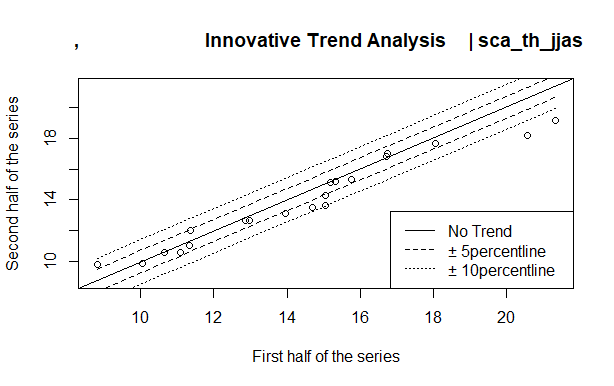 , Innovative Trend Analysis | sca_th_jjas
Second half of the series
18
14
10
No Trend
± 5percentline
± 10percentline
10 12 14 16 18 20
First half of the series